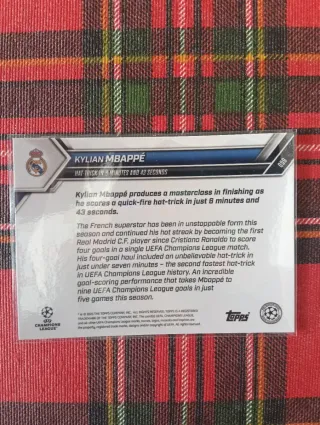 KYLIAN MBAPPÉ
HAT TRICK IN 6 MINUTES AND 43 SECONDS
Kylian Mbappé produces a masterclass in finishing as
he scores a quick-fire hat-trick in just 6 minutes and
43 seconds.
The French superstar has been in unstoppable form this
season and continued his hot streak by becoming the first
Real Madrid C.F. player since Cristiano Ronaldo to score
four goals in a single UEFA Champions League match.
His four-goal haul included an unbelievable hat-trick in
just under seven minutes – the second fastest hat-trick
in UEFA Champions League history. An incredible
goal-scoring performance that takes Mbappé to
nine UEFA Champions League goals in just
five games this season.
CHAMPIONS
LEAGUE
Topps